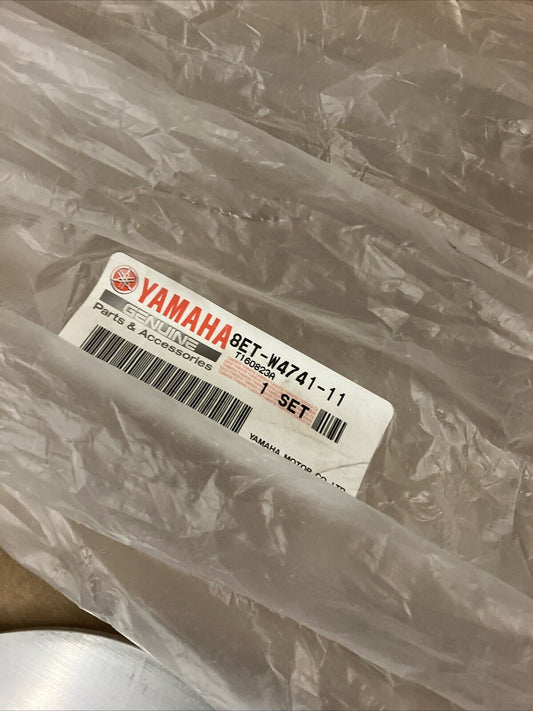 YAMAHA
GENUINE
Parts & Accessories
8ET-W4741-11
T160823A
1 SET
YAMAHA MOTOR CO.,LTD.